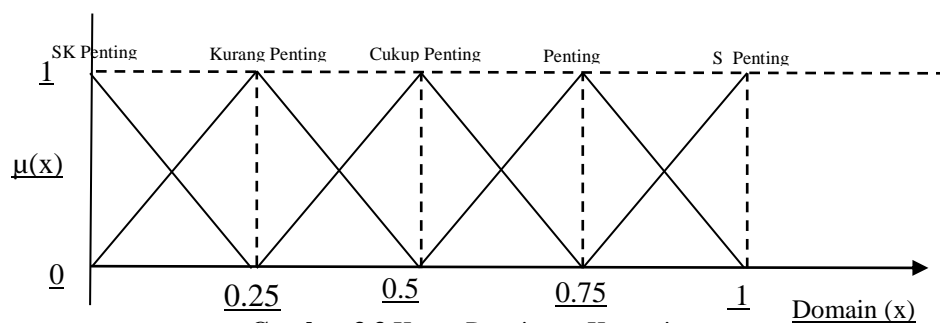 SK Penting Kurang Penting Cukup Penting Penting S Penting
1
µ(x)
0
0.25 0.5 0.75 1 Domain (x)